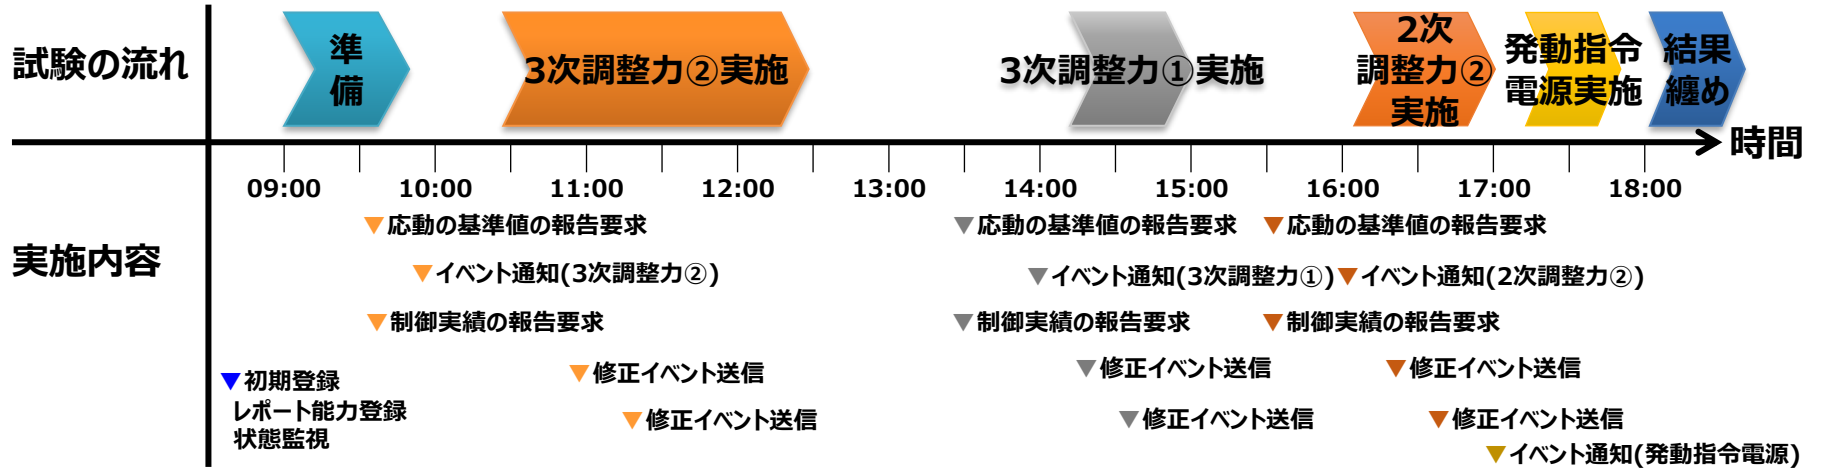 試験の流れ
準
備
3次調整力②実施
3次調整力①実施
2次
調整力②
実施
発動指令
電源実施
結果
纏め
時間
09:00 10:00 11:00 12:00 13:00 14:00 15:00 16:00 17:00 18:00
実施内容
▼応動の基準値の報告要求 ▼応動の基準値の報告要求 ▼応動の基準値の報告要求
▼イベント通知(3次調整力②) ▼イベント通知(3次調整力①) ▼イベント通知(2次調整力②)
▼制御実績の報告要求 ▼制御実績の報告要求 ▼制御実績の報告要求
▼修正イベント送信 ▼修正イベント送信 ▼修正イベント送信
▼初期登録
レポート能力登録
状態監視
▼修正イベント送信 ▼修正イベント送信 ▼修正イベント送信
▼イベント通知(発動指令電源)